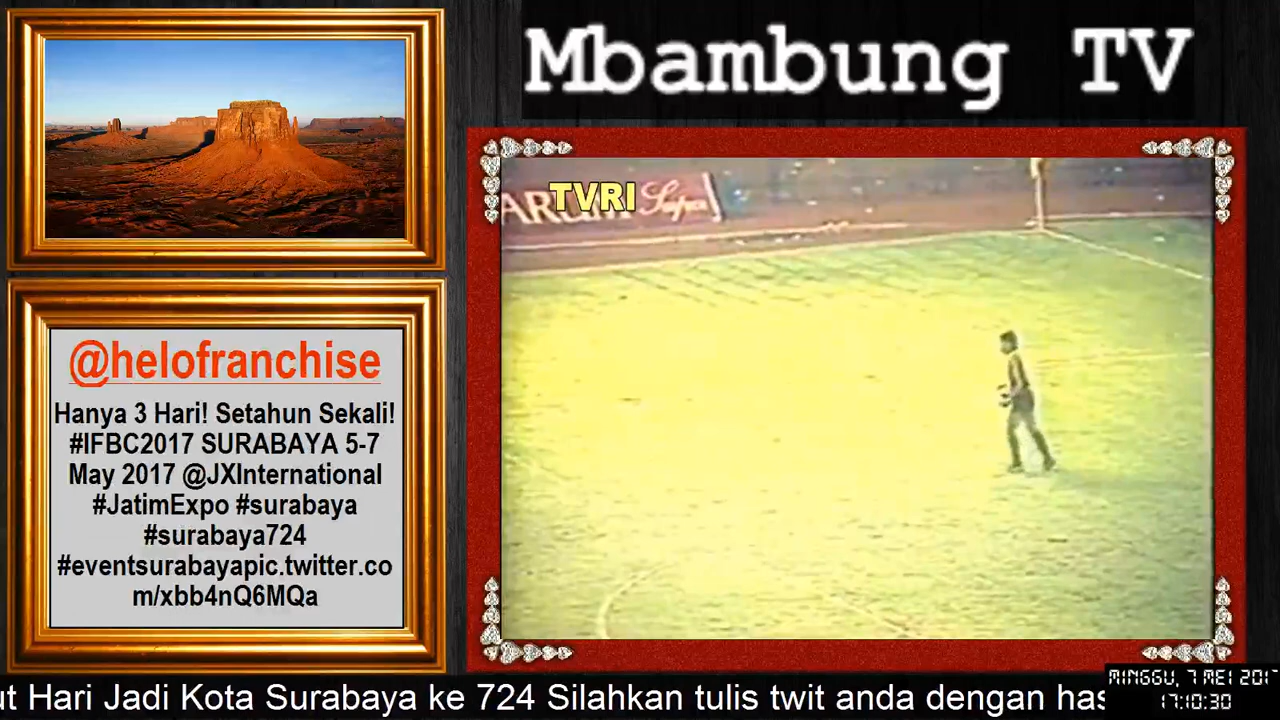 Mbambung TV
TVRI
Super
@helofranchise
Hanya 3 Hari! Setahun Sekali!
#IFBC2017 SURABAYA 5-7
May 2017 @JXInternational
#JatimExpo #surabaya
#surabaya724
#eventsurabayapic.twitter.co
m/xbb4nQ6MQa
ut Hari Jadi Kota Surabaya ke 724 Silahkan tulis twit anda dengan has
MINGGU, 7 MEI 2017
17:10:30